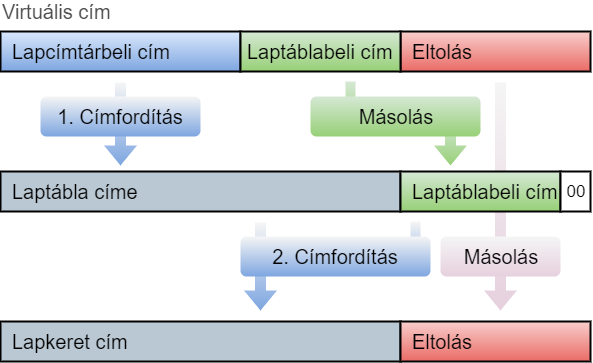 Virtuális cím
Lapcímtárbeli cím Laptáblabeli cím Eltolás
1. Címfordítás Másolás
Laptábla címe Laptáblabeli cím 00
2. Címfordítás Másolás
Lapkeret cím Eltolás